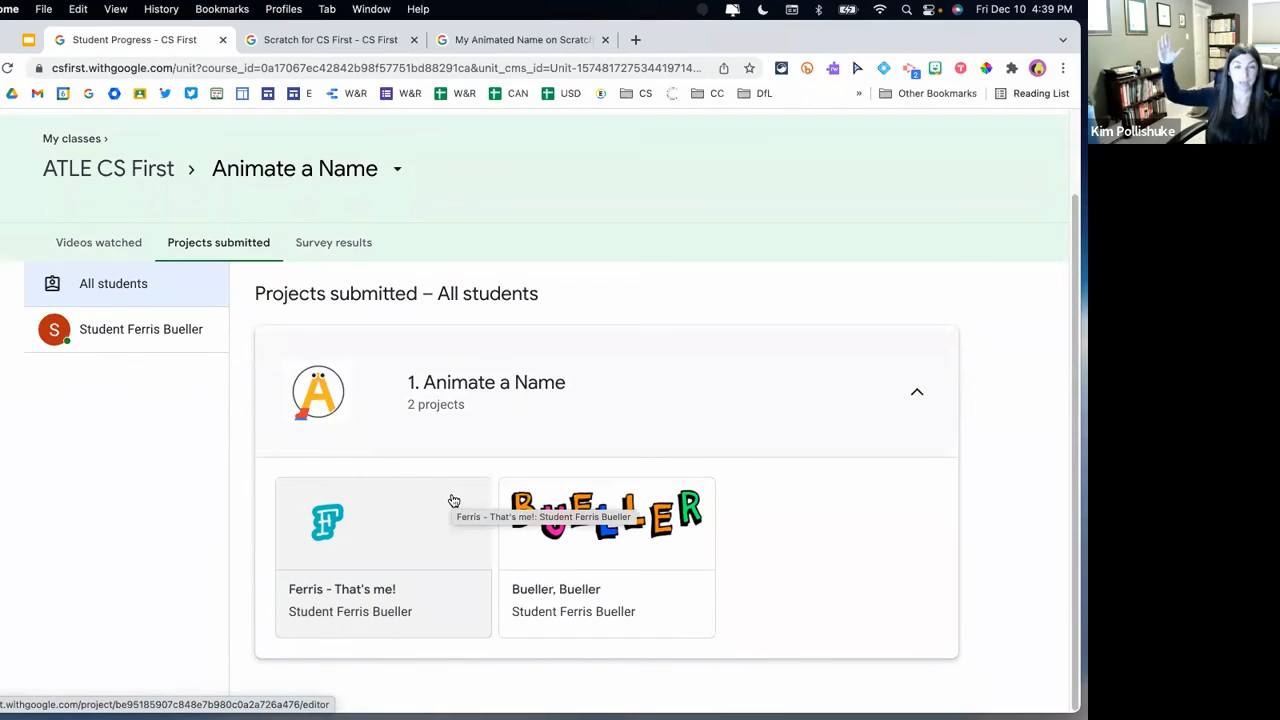 ome File Edit View History Bookmarks Profiles Tab Window Help Fri Dec 10 4:39 PM
Student Progress - CS First Scratch for CS First - CS First My Animated Name on Scratch
csfirst.withgoogle.com/unit?course_id=0a17067ec42842b98f57751bd88291ca&unit_cms_id=Unit-157481727534419714...
E W&R W&R W&R CAN USD CS CC DfL » Other Bookmarks Reading List
Kim Pollishuke
My classes ›
ATLE CS First › Animate a Name
Videos watched Projects submitted Survey results
All students
S Student Ferris Bueller
Projects submitted – All students
A
1. Animate a Name
2 projects
F
BUELLER
Ferris - That's me!: Student Ferris Bueller
Ferris - That's me!
Student Ferris Bueller
Bueller, Bueller
Student Ferris Bueller
t.withgoogle.com/project/be95185907c848e7b980c0a2a726a476/editor